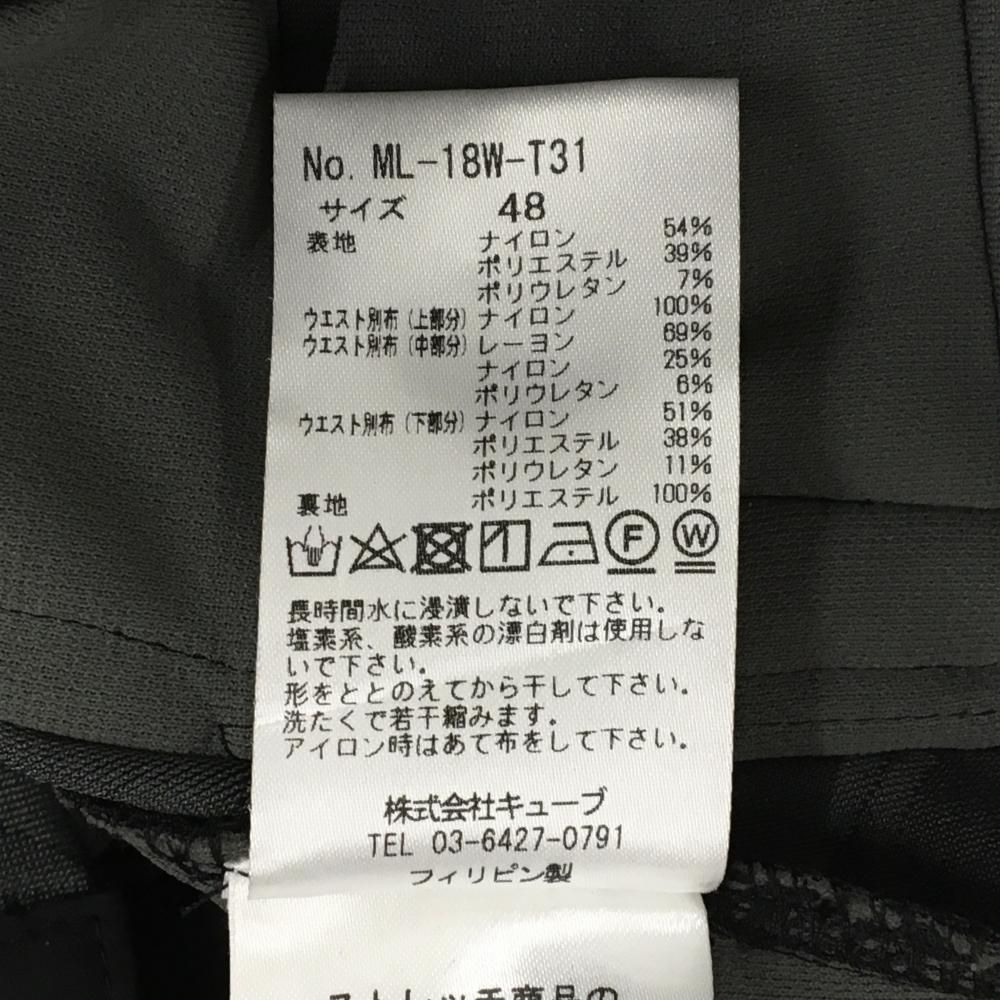 No. ML-18W-T31
サイズ 48
表地 ナイロン 54%
ポリエステル 39%
ポリウレタン 7%
ウエスト別布(上部分) ナイロン 100%
ウエスト別布(中部分) レーヨン 69%
ナイロン 25%
ポリウレタン 6%
ウエスト別布(下部分) ナイロン 51%
ポリエステル 38%
ポリウレタン 11%
裏地 ポリエステル 100%
F W
長時間水に浸漬しないで下さい。
塩素系、酸素系の漂白剤は使用しな
いで下さい。
形をととのえてから干して下さい。
洗たくで若干縮みます。
アイロン時はあて布をして下さい。
株式会社キューブ
TEL 03-6427-0791
フィリピン製
ストレッチ商品の